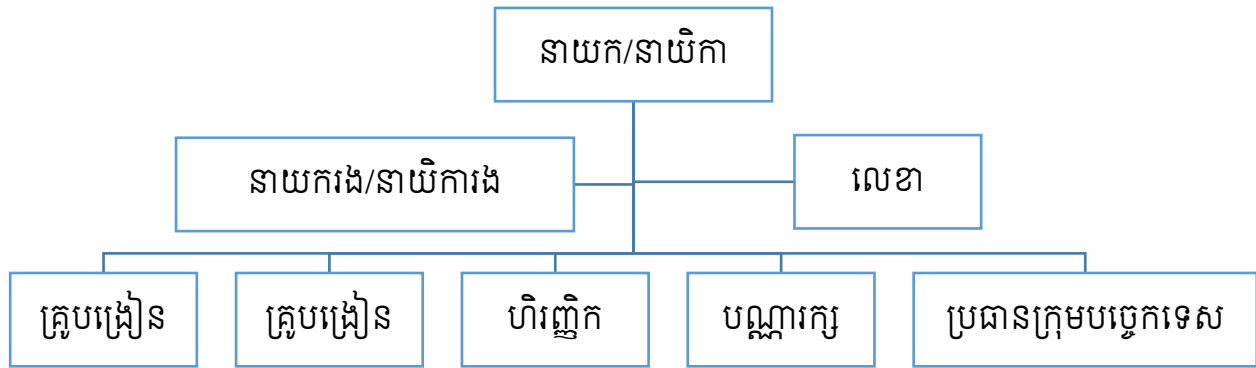 នាយក/នាយិកា
នាយករង/នាយិការង
លេខា
គ្រូបង្រៀន
គ្រូបង្រៀន
ហិរញ្ញិក
បណ្ណារក្ស
ប្រធានក្រុមបច្ចេកទេស